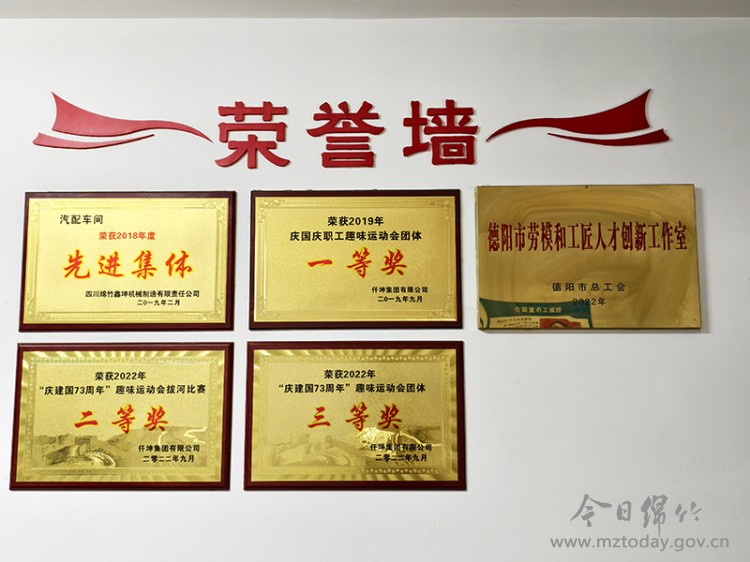 荣誉墙
汽配车间
荣获2018年度
先进集体
四川绵竹鑫坤机械制造有限责任公司
二〇一九年二月
荣获2019年
庆国庆职工趣味运动会团体
一等奖
仟坤集团有限公司
二〇一九年九月
德阳市劳模和工匠人才创新工作室
德阳市总工会
2022年
荣获2022年
“庆建国73周年”趣味运动会拔河比赛
二等奖
仟坤集团有限公司
二零二二年九月
荣获2022年
“庆建国73周年”趣味运动会团体
三等奖
仟坤集团有限公司
二零二二年九月
今日绵竹
www.mztoday.gov.cn